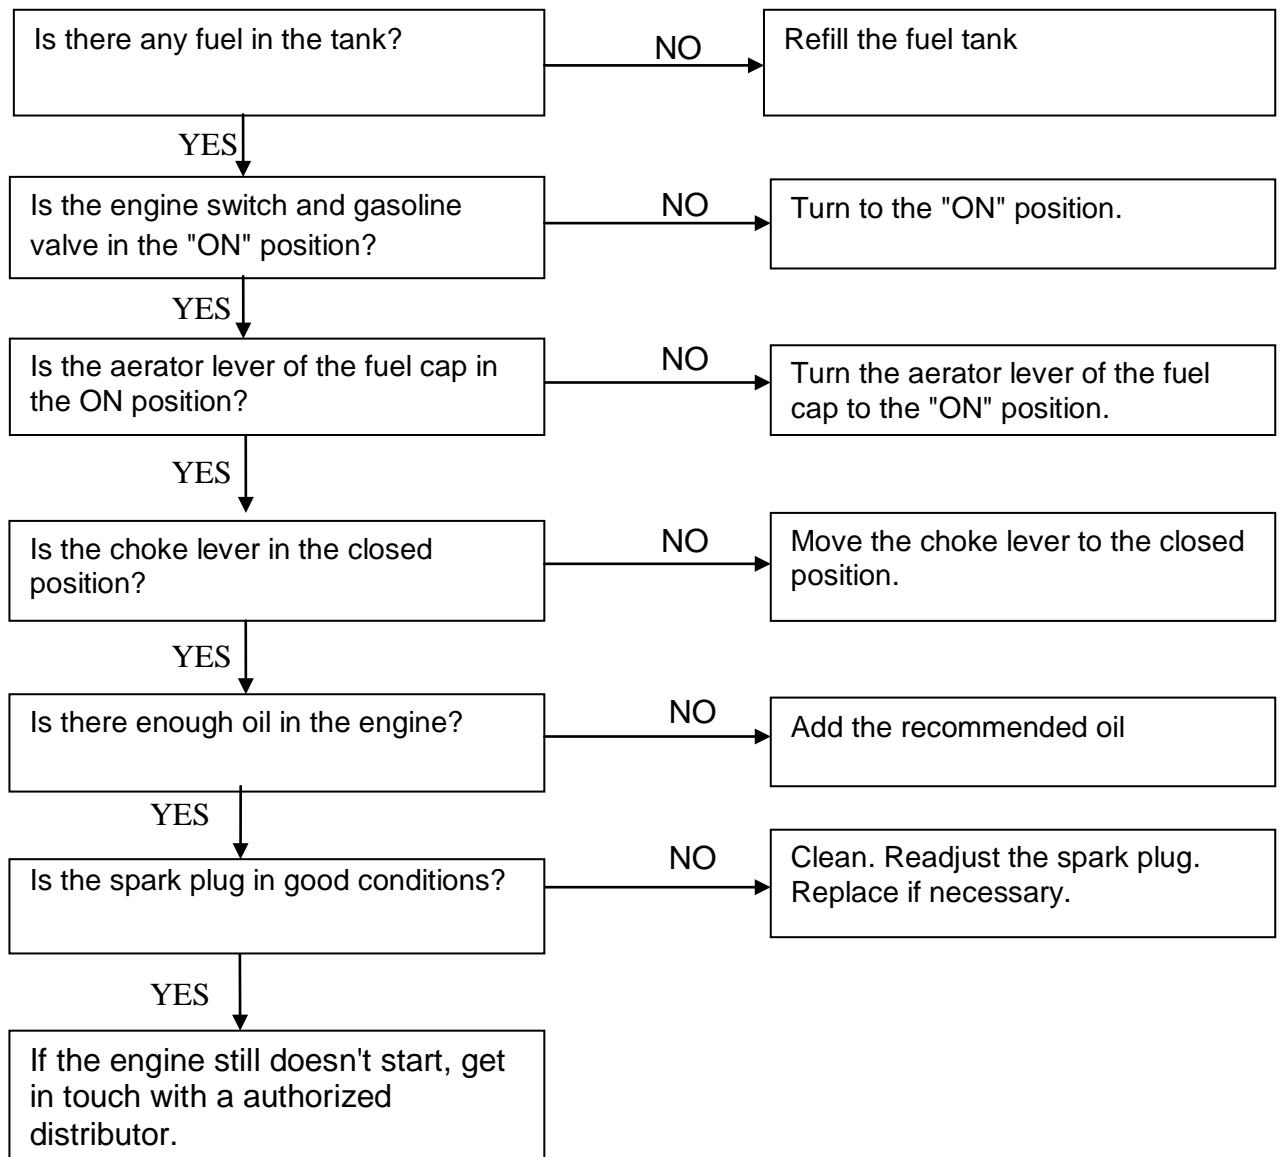 Is there any fuel in the tank?
NO
Refill the fuel tank
YES
Is the engine switch and gasoline
valve in the "ON" position?
NO
Turn to the "ON" position.
YES
Is the aerator lever of the fuel cap in
the ON position?
NO
Turn the aerator lever of the fuel
cap to the "ON" position.
YES
Is the choke lever in the closed
position?
NO
Move the choke lever to the closed
position.
YES
Is there enough oil in the engine?
NO
Add the recommended oil
YES
Is the spark plug in good conditions?
NO
Clean. Readjust the spark plug.
Replace if necessary.
YES
If the engine still doesn't start, get
in touch with a authorized
distributor.